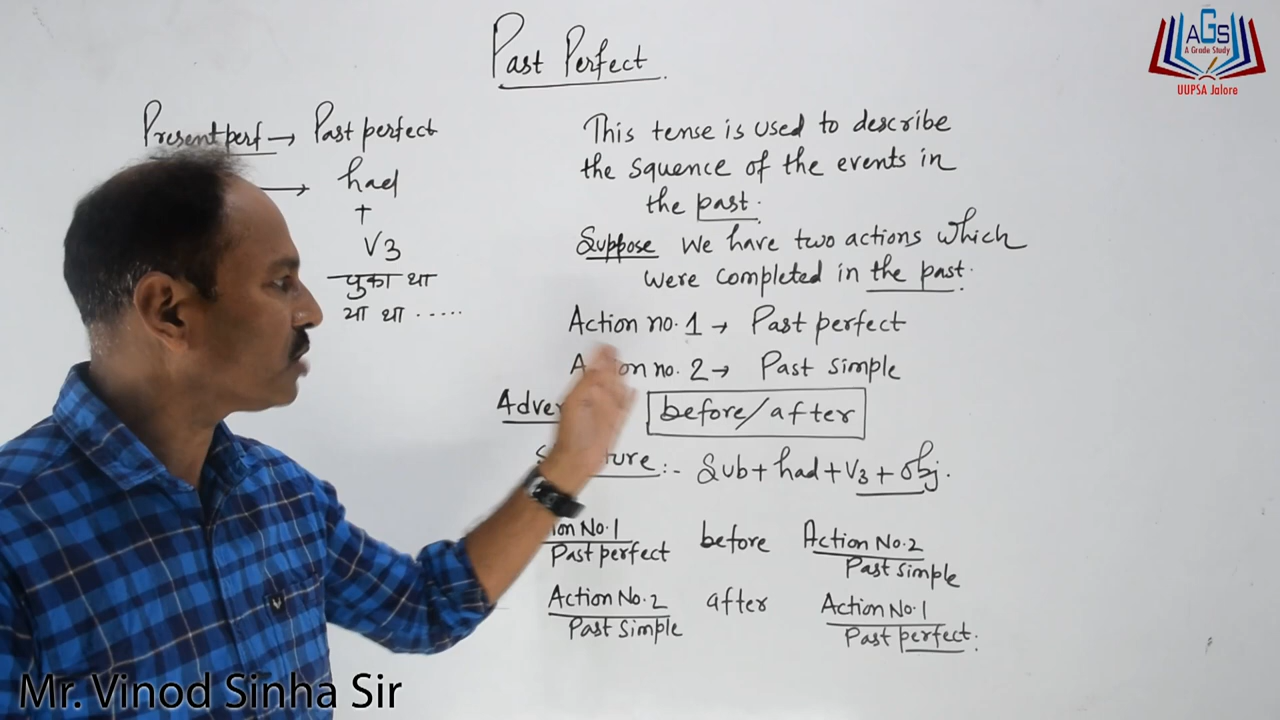 Past Perfect
AGS
A Grade Study
UUPSA Jalore
Present perf → Past perfect
→ had
+
V3
चुका था
या था .....
This tense is used to describe
the squence of the events in
the past.
Suppose We have two actions which
were completed in the past.
Action no. 1 → Past perfect
Action no. 2 → Past simple
before/after
:- Sub + had + V3 + obj.
Action No. 1 before Action No. 2
Past perfect Past simple
Action No. 2 after Action No. 1
Past simple Past perfect.
Mr. Vinod Sinha Sir